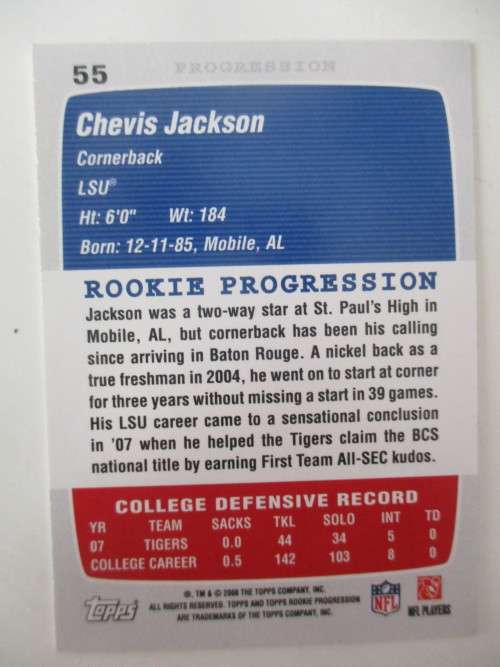 55 PROGRESSION
Chevis Jackson
Cornerback
LSU®
Ht: 6'0" Wt: 184
Born: 12-11-85, Mobile, AL
ROOKIE PROGRESSION
Jackson was a two-way star at St. Paul's High in
Mobile, AL, but cornerback has been his calling
since arriving in Baton Rouge. A nickel back as a
true freshman in 2004, he went on to start at corner
for three years without missing a start in 39 games.
His LSU career came to a sensational conclusion
in '07 when he helped the Tigers claim the BCS
national title by earning First Team All-SEC kudos.
COLLEGE DEFENSIVE RECORD
YR TEAM SACKS TKL SOLO INT TD
07 TIGERS 0.0 44 34 5 0
COLLEGE CAREER 0.5 142 103 8 0
®, TM & © 2008 THE TOPPS COMPANY, INC.
ALL RIGHTS RESERVED. TOPPS AND TOPPS ROOKIE PROGRESSION
ARE TRADEMARKS OF THE TOPPS COMPANY, INC.
Topps
NFL
NFL PLAYERS